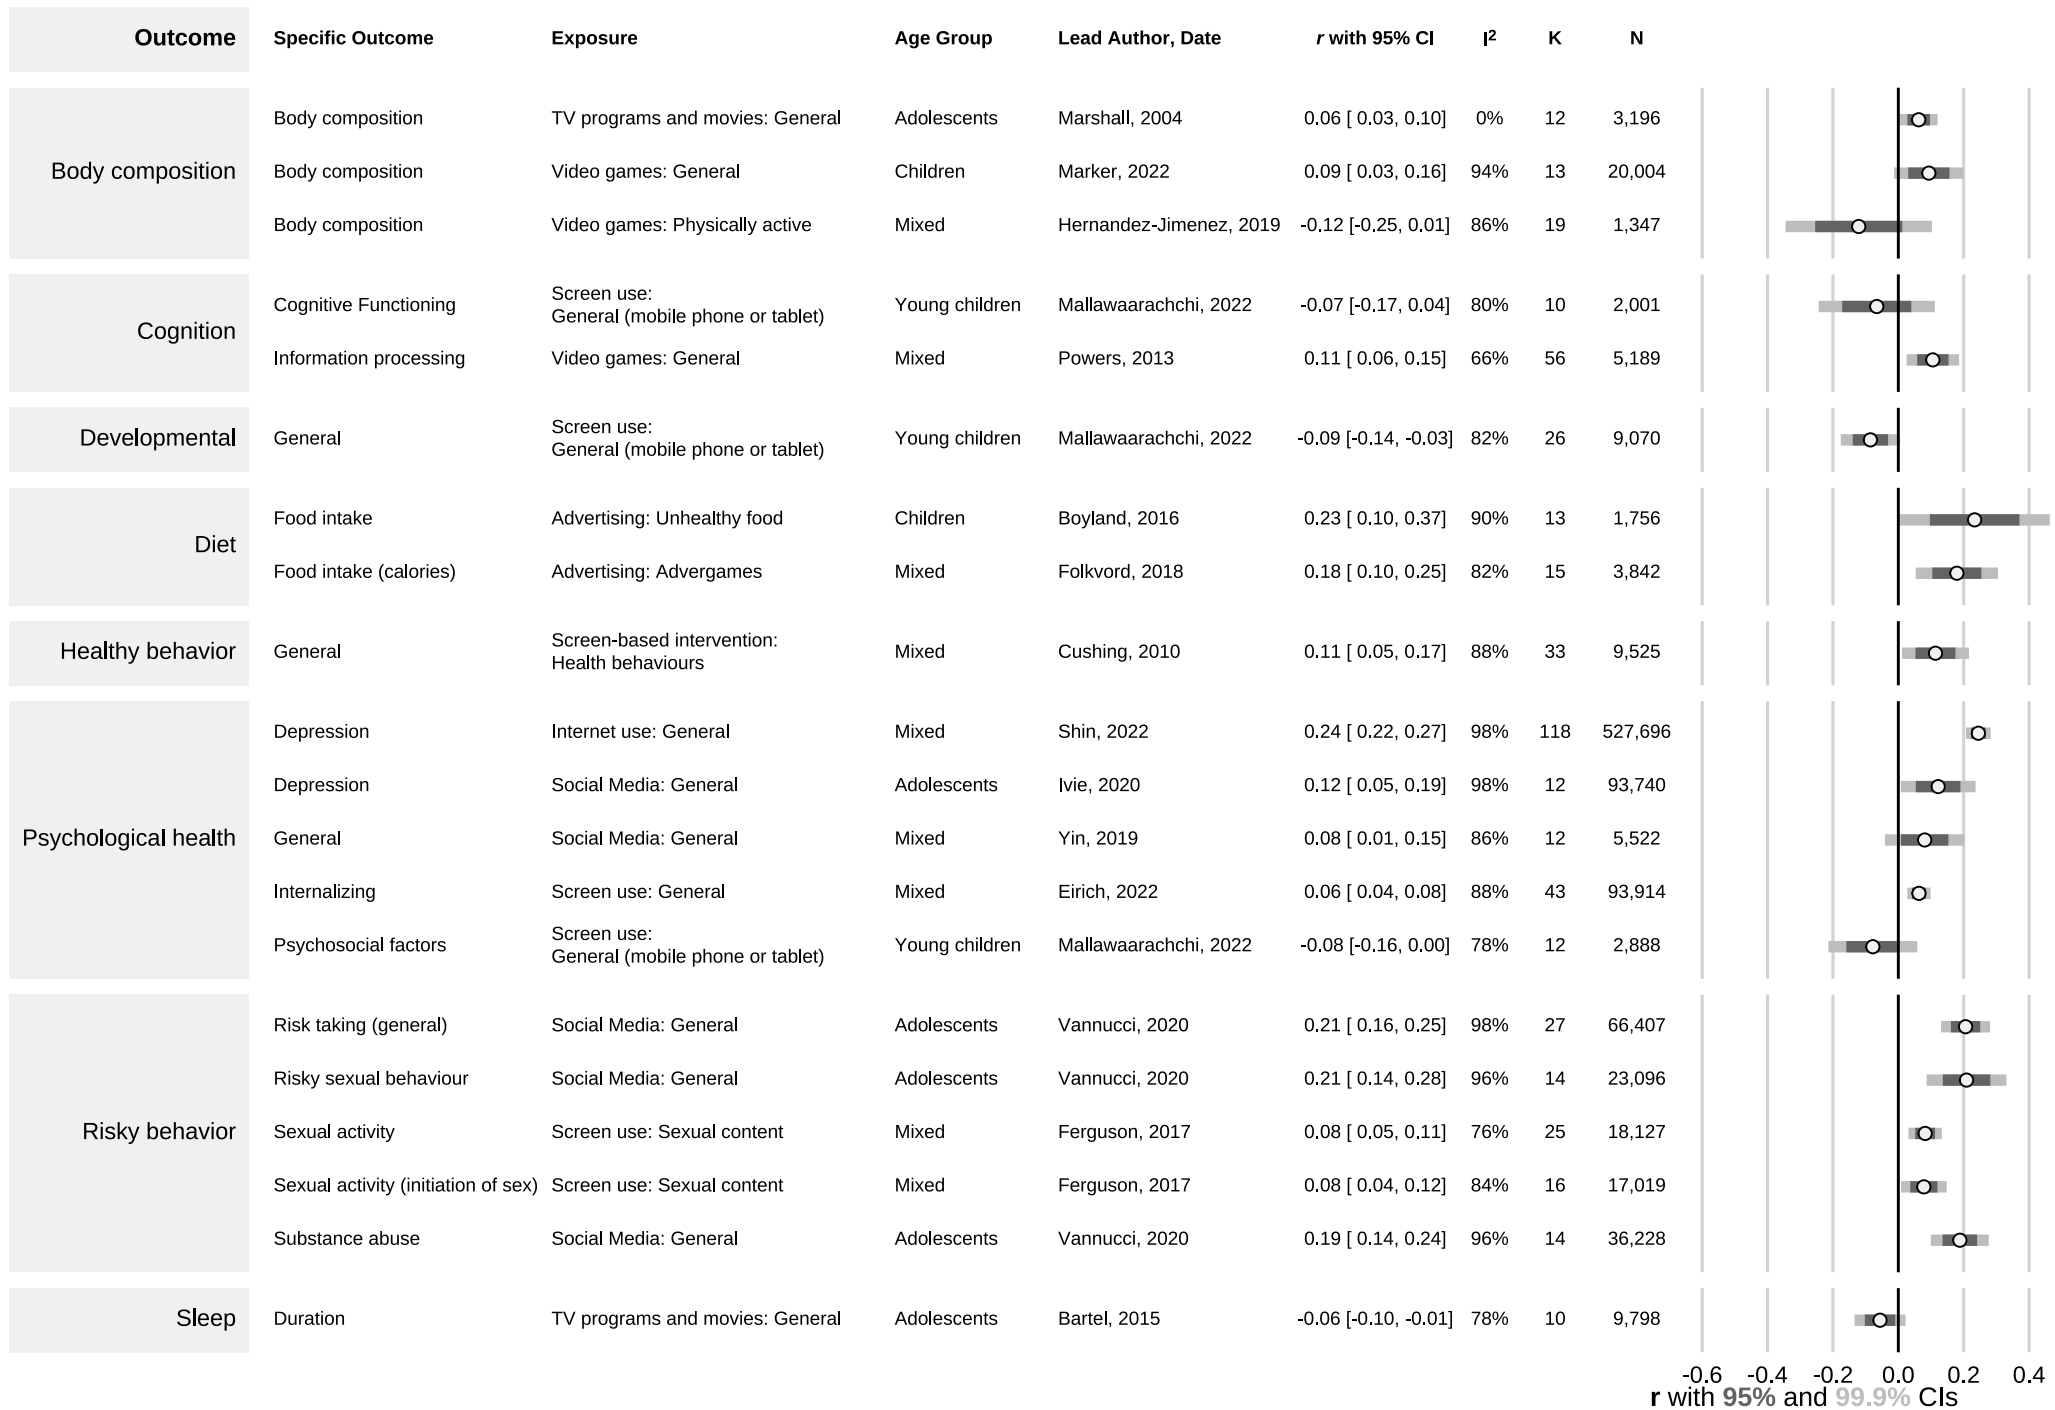 Outcome Specific Outcome Exposure Age Group Lead Author, Date r with 95% CI I² K N
Body composition
Body composition TV programs and movies: General Adolescents Marshall, 2004 0.06 [ 0.03, 0.10] 0% 12 3,196
Body composition Video games: General Children Marker, 2022 0.09 [ 0.03, 0.16] 94% 13 20,004
Body composition Video games: Physically active Mixed Hernandez-Jimenez, 2019 -0.12 [-0.25, 0.01] 86% 19 1,347
Cognition
Cognitive Functioning Screen use:
General (mobile phone or tablet) Young children Mallawaarachchi, 2022 -0.07 [-0.17, 0.04] 80% 10 2,001
Information processing Video games: General Mixed Powers, 2013 0.11 [ 0.06, 0.15] 66% 56 5,189
Developmental
General Screen use:
General (mobile phone or tablet) Young children Mallawaarachchi, 2022 -0.09 [-0.14, -0.03] 82% 26 9,070
Diet
Food intake Advertising: Unhealthy food Children Boyland, 2016 0.23 [ 0.10, 0.37] 90% 13 1,756
Food intake (calories) Advertising: Advergames Mixed Folkvord, 2018 0.18 [ 0.10, 0.25] 82% 15 3,842
Healthy behavior
General Screen-based intervention:
Health behaviours Mixed Cushing, 2010 0.11 [ 0.05, 0.17] 88% 33 9,525
Psychological health
Depression Internet use: General Mixed Shin, 2022 0.24 [ 0.22, 0.27] 98% 118 527,696
Depression Social Media: General Adolescents Ivie, 2020 0.12 [ 0.05, 0.19] 98% 12 93,740
General Social Media: General Mixed Yin, 2019 0.08 [ 0.01, 0.15] 86% 12 5,522
Internalizing Screen use: General Mixed Eirich, 2022 0.06 [ 0.04, 0.08] 88% 43 93,914
Psychosocial factors Screen use:
General (mobile phone or tablet) Young children Mallawaarachchi, 2022 -0.08 [-0.16, 0.00] 78% 12 2,888
Risky behavior
Risk taking (general) Social Media: General Adolescents Vannucci, 2020 0.21 [ 0.16, 0.25] 98% 27 66,407
Risky sexual behaviour Social Media: General Adolescents Vannucci, 2020 0.21 [ 0.14, 0.28] 96% 14 23,096
Sexual activity Screen use: Sexual content Mixed Ferguson, 2017 0.08 [ 0.05, 0.11] 76% 25 18,127
Sexual activity (initiation of sex) Screen use: Sexual content Mixed Ferguson, 2017 0.08 [ 0.04, 0.12] 84% 16 17,019
Substance abuse Social Media: General Adolescents Vannucci, 2020 0.19 [ 0.14, 0.24] 96% 14 36,228
Sleep
Duration TV programs and movies: General Adolescents Bartel, 2015 -0.06 [-0.10, -0.01] 78% 10 9,798
-0.6 -0.4 -0.2 0.0 0.2 0.4
r with 95% and 99.9% CIs